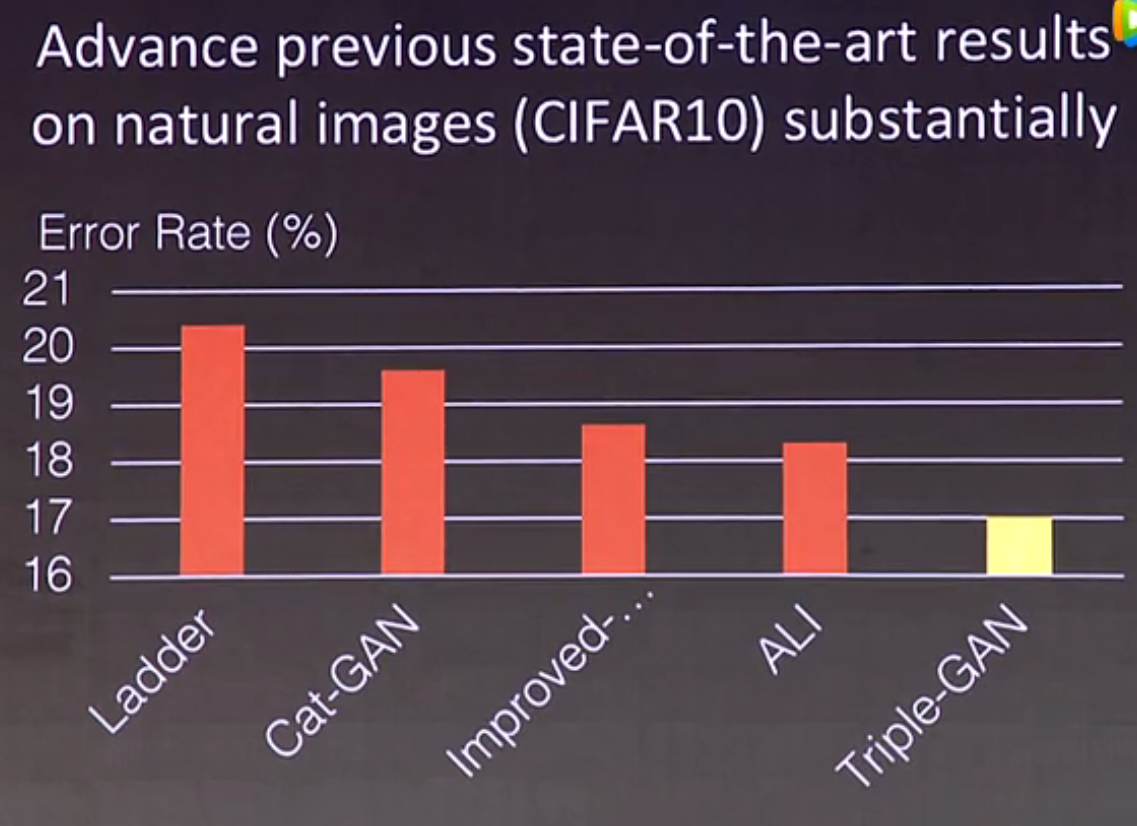 Advance previous state-of-the-art results
on natural images (CIFAR10) substantially
Error Rate (%)
21
20
19
18
17
16
Ladder
Cat-GAN
Improved-...
ALI
Triple-GAN